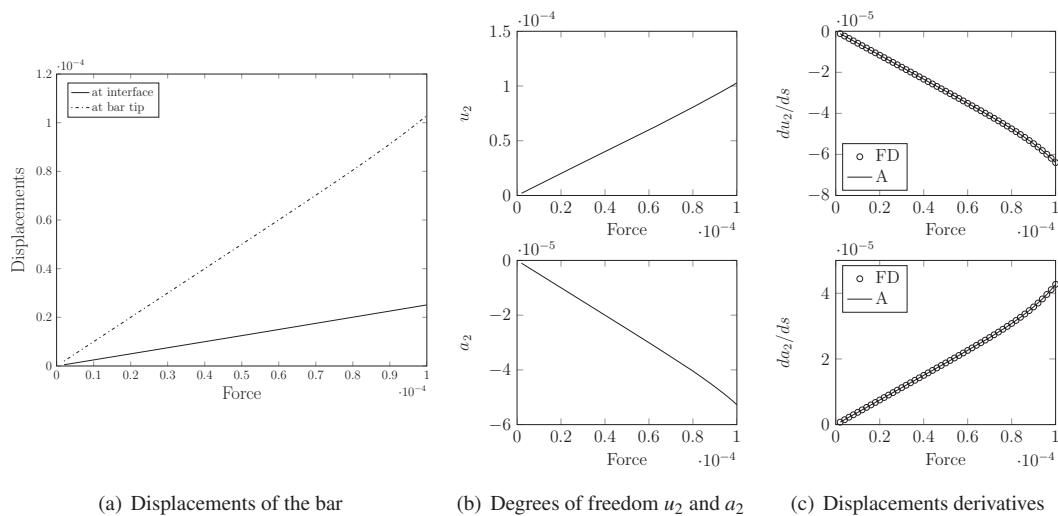 ·10⁻⁴
1.2
1
0.8
0.6
0.4
0.2
0
Displacements
at interface
at bar tip
0.1 0.2 0.3 0.4 0.5 0.6 0.7 0.8 0.9 1
Force
·10⁻⁴
(a) Displacements of the bar
·10⁻⁴
1.5
1
0.5
0
u₂
0 0.2 0.4 0.6 0.8 1
Force
·10⁻⁴
·10⁻⁵
0
−2
−4
−6
a₂
0 0.2 0.4 0.6 0.8 1
Force
·10⁻⁴
(b) Degrees of freedom u₂ and a₂
·10⁻⁵
0
−2
−4
−6
−8
du₂/ds
FD
A
0 0.2 0.4 0.6 0.8 1
Force
·10⁻⁴
·10⁻⁵
4
2
0
da₂/ds
FD
A
0 0.2 0.4 0.6 0.8 1
Force
·10⁻⁴
(c) Displacements derivatives